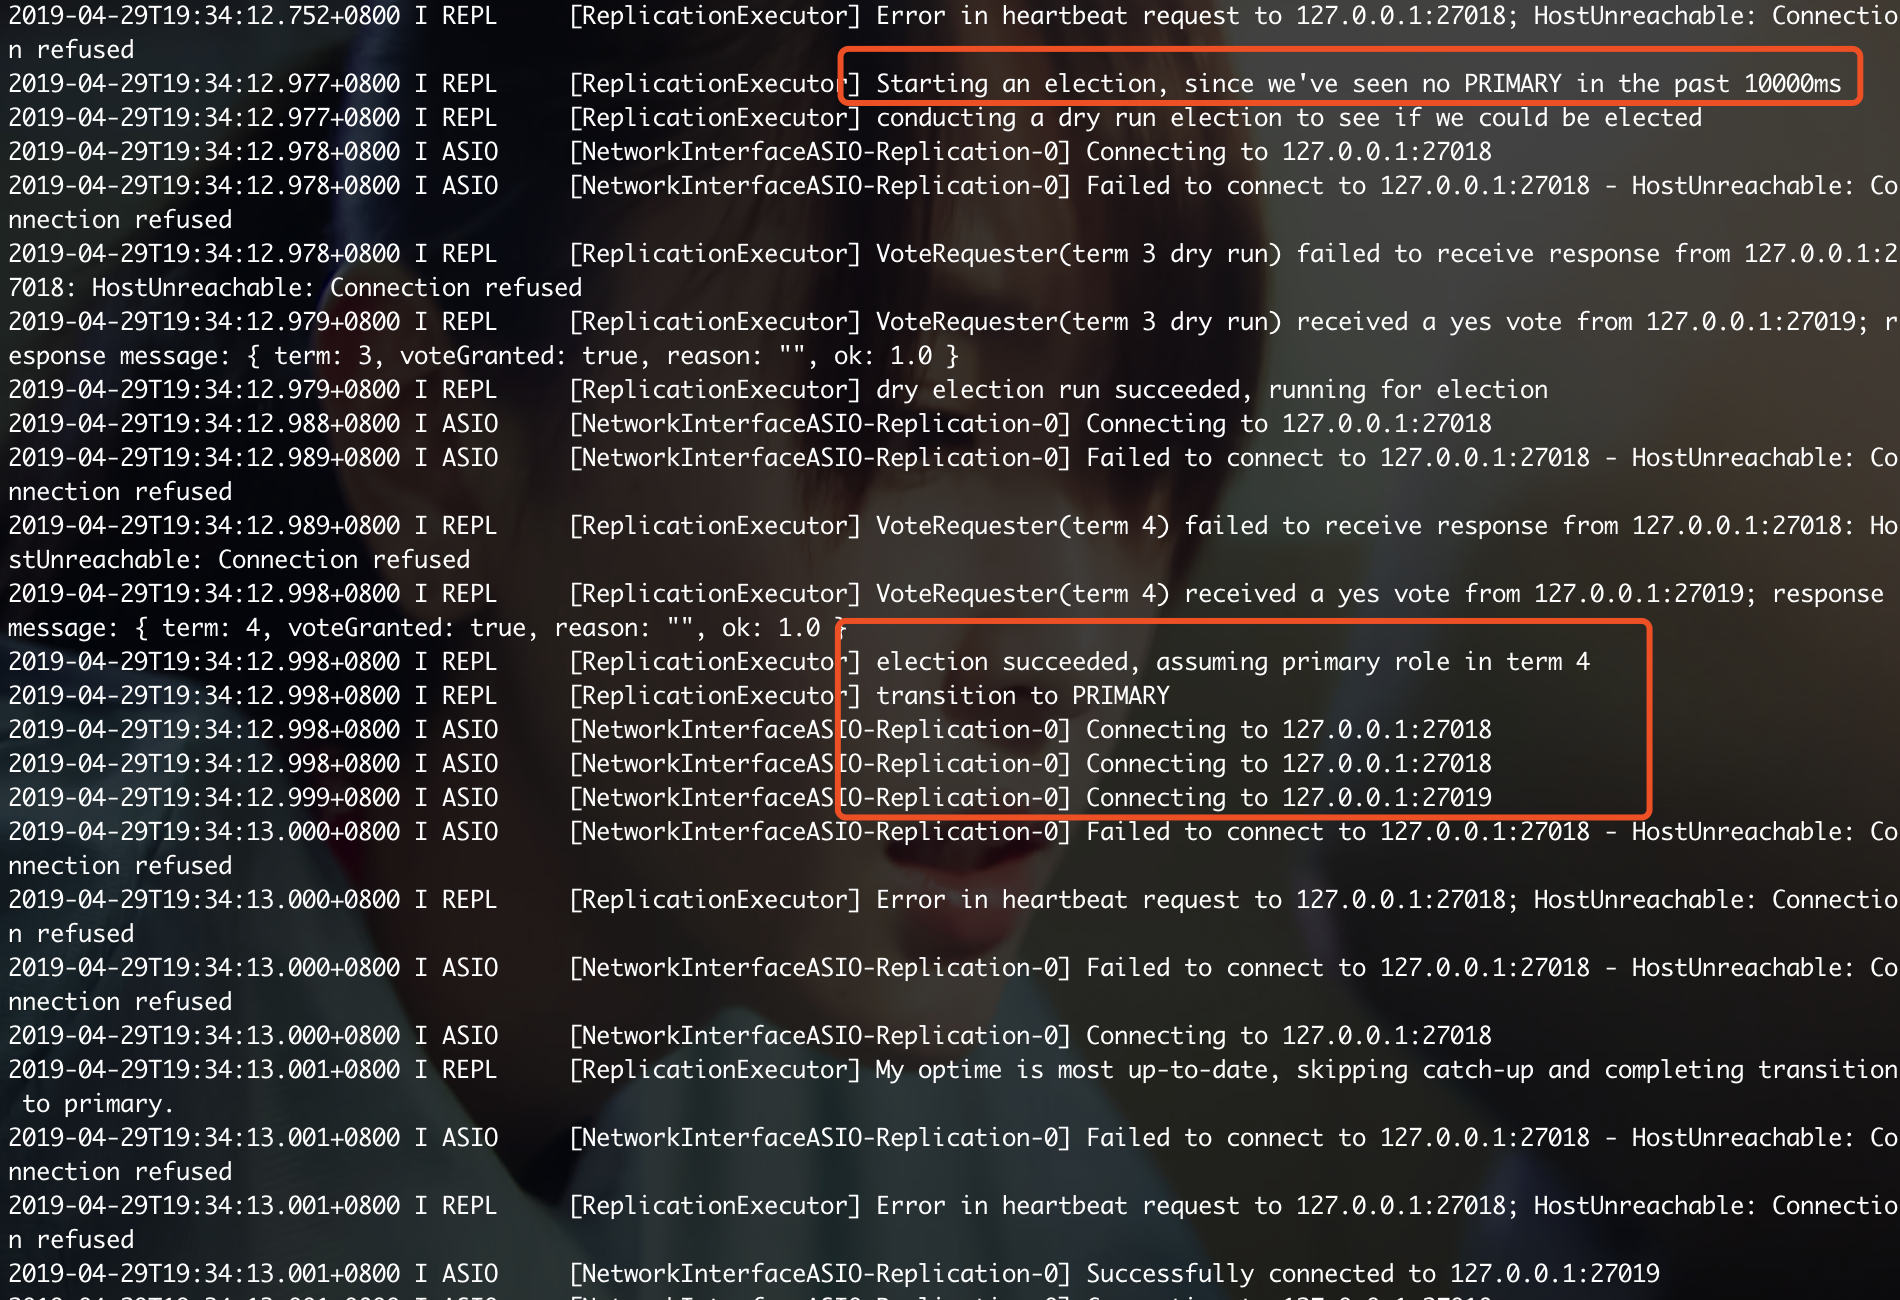 2019-04-29T19:34:12.752+0800 I REPL     [ReplicationExecutor] Error in heartbeat request to 127.0.0.1:27018; HostUnreachable: Connectio
n refused
2019-04-29T19:34:12.977+0800 I REPL     [ReplicationExecutor] Starting an election, since we've seen no PRIMARY in the past 10000ms
2019-04-29T19:34:12.977+0800 I REPL     [ReplicationExecutor] conducting a dry run election to see if we could be elected
2019-04-29T19:34:12.978+0800 I ASIO     [NetworkInterfaceASIO-Replication-0] Connecting to 127.0.0.1:27018
2019-04-29T19:34:12.978+0800 I ASIO     [NetworkInterfaceASIO-Replication-0] Failed to connect to 127.0.0.1:27018 - HostUnreachable: Co
nnection refused
2019-04-29T19:34:12.978+0800 I REPL     [ReplicationExecutor] VoteRequester(term 3 dry run) failed to receive response from 127.0.0.1:2
7018: HostUnreachable: Connection refused
2019-04-29T19:34:12.979+0800 I REPL     [ReplicationExecutor] VoteRequester(term 3 dry run) received a yes vote from 127.0.0.1:27019; r
esponse message: { term: 3, voteGranted: true, reason: "", ok: 1.0 }
2019-04-29T19:34:12.979+0800 I REPL     [ReplicationExecutor] dry election run succeeded, running for election
2019-04-29T19:34:12.988+0800 I ASIO     [NetworkInterfaceASIO-Replication-0] Connecting to 127.0.0.1:27018
2019-04-29T19:34:12.989+0800 I ASIO     [NetworkInterfaceASIO-Replication-0] Failed to connect to 127.0.0.1:27018 - HostUnreachable: Co
nnection refused
2019-04-29T19:34:12.989+0800 I REPL     [ReplicationExecutor] VoteRequester(term 4) failed to receive response from 127.0.0.1:27018: Ho
stUnreachable: Connection refused
2019-04-29T19:34:12.998+0800 I REPL     [ReplicationExecutor] VoteRequester(term 4) received a yes vote from 127.0.0.1:27019; response
message: { term: 4, voteGranted: true, reason: "", ok: 1.0 }
2019-04-29T19:34:12.998+0800 I REPL     [ReplicationExecutor] election succeeded, assuming primary role in term 4
2019-04-29T19:34:12.998+0800 I REPL     [ReplicationExecutor] transition to PRIMARY
2019-04-29T19:34:12.998+0800 I ASIO     [NetworkInterfaceASIO-Replication-0] Connecting to 127.0.0.1:27018
2019-04-29T19:34:12.998+0800 I ASIO     [NetworkInterfaceASIO-Replication-0] Connecting to 127.0.0.1:27018
2019-04-29T19:34:12.999+0800 I ASIO     [NetworkInterfaceASIO-Replication-0] Connecting to 127.0.0.1:27019
2019-04-29T19:34:13.000+0800 I ASIO     [NetworkInterfaceASIO-Replication-0] Failed to connect to 127.0.0.1:27018 - HostUnreachable: Co
nnection refused
2019-04-29T19:34:13.000+0800 I REPL     [ReplicationExecutor] Error in heartbeat request to 127.0.0.1:27018; HostUnreachable: Connectio
n refused
2019-04-29T19:34:13.000+0800 I ASIO     [NetworkInterfaceASIO-Replication-0] Failed to connect to 127.0.0.1:27018 - HostUnreachable: Co
nnection refused
2019-04-29T19:34:13.000+0800 I ASIO     [NetworkInterfaceASIO-Replication-0] Connecting to 127.0.0.1:27018
2019-04-29T19:34:13.001+0800 I REPL     [ReplicationExecutor] My optime is most up-to-date, skipping catch-up and completing transition
 to primary.
2019-04-29T19:34:13.001+0800 I ASIO     [NetworkInterfaceASIO-Replication-0] Failed to connect to 127.0.0.1:27018 - HostUnreachable: Co
nnection refused
2019-04-29T19:34:13.001+0800 I REPL     [ReplicationExecutor] Error in heartbeat request to 127.0.0.1:27018; HostUnreachable: Connectio
n refused
2019-04-29T19:34:13.001+0800 I ASIO     [NetworkInterfaceASIO-Replication-0] Successfully connected to 127.0.0.1:27019